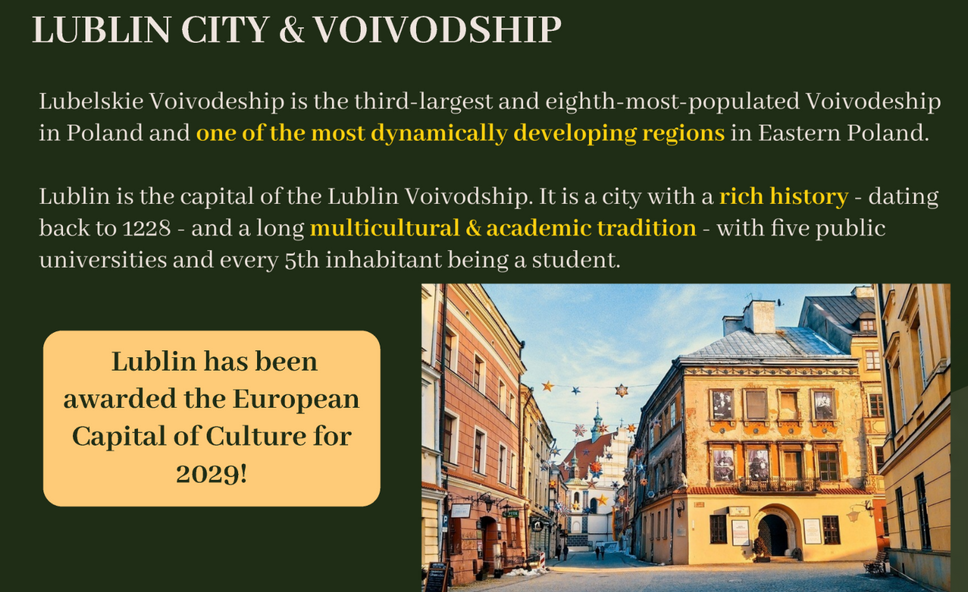 LUBLIN CITY & VOIVODSHIP
Lubelskie Voivodeship is the third-largest and eighth-most-populated Voivodeship
in Poland and one of the most dynamically developing regions in Eastern Poland.
Lublin is the capital of the Lublin Voivodship. It is a city with a rich history - dating
back to 1228 - and a long multicultural & academic tradition - with five public
universities and every 5th inhabitant being a student.
Lublin has been
awarded the European
Capital of Culture for
2029!